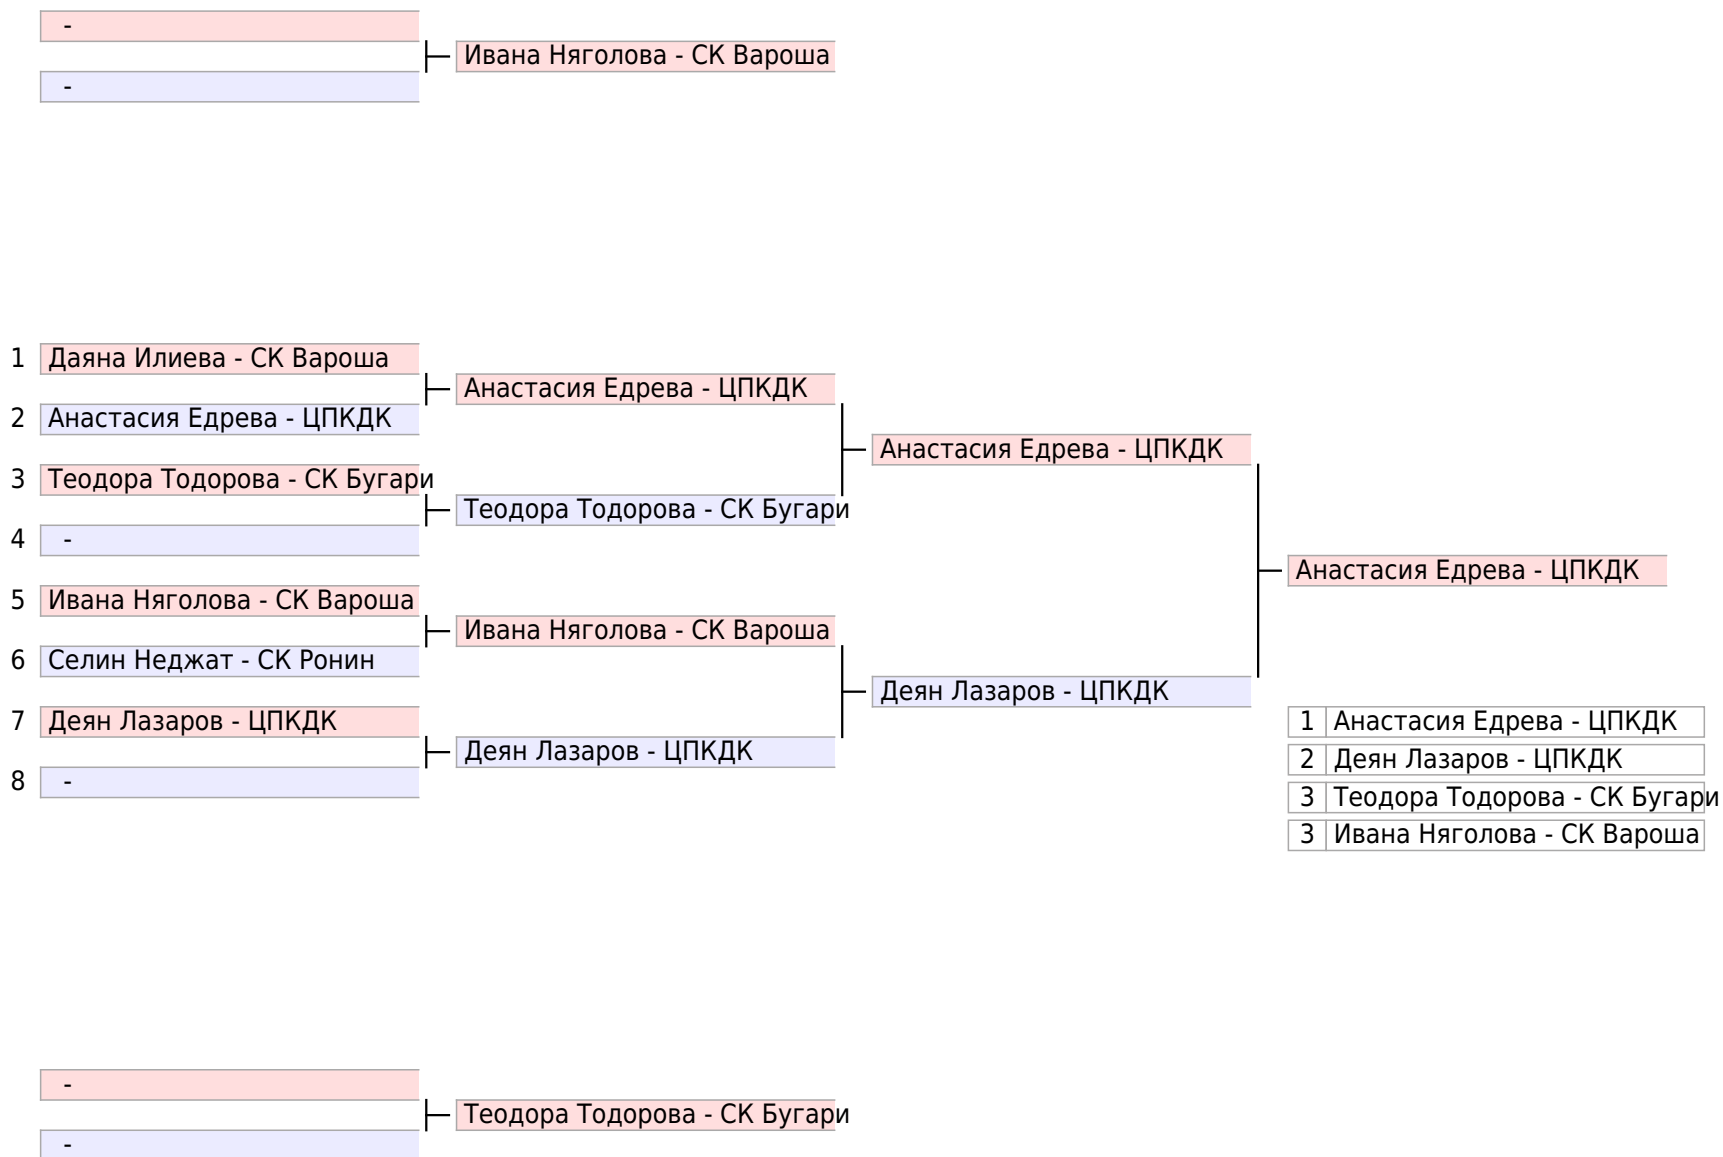 -
Ивана Няголова - СК Вароша
-
1 Даяна Илиева - СК Вароша
Анастасия Едрева - ЦПКДК
2 Анастасия Едрева - ЦПКДК
Анастасия Едрева - ЦПКДК
3 Теодора Тодорова - СК Бугари
Теодора Тодорова - СК Бугари
4 -
Анастасия Едрева - ЦПКДК
5 Ивана Няголова - СК Вароша
Ивана Няголова - СК Вароша
6 Селин Неджат - СК Ронин
Деян Лазаров - ЦПКДК
7 Деян Лазаров - ЦПКДК
Деян Лазаров - ЦПКДК
8 -
1 Анастасия Едрева - ЦПКДК
2 Деян Лазаров - ЦПКДК
3 Теодора Тодорова - СК Бугари
3 Ивана Няголова - СК Вароша
-
Теодора Тодорова - СК Бугари
-